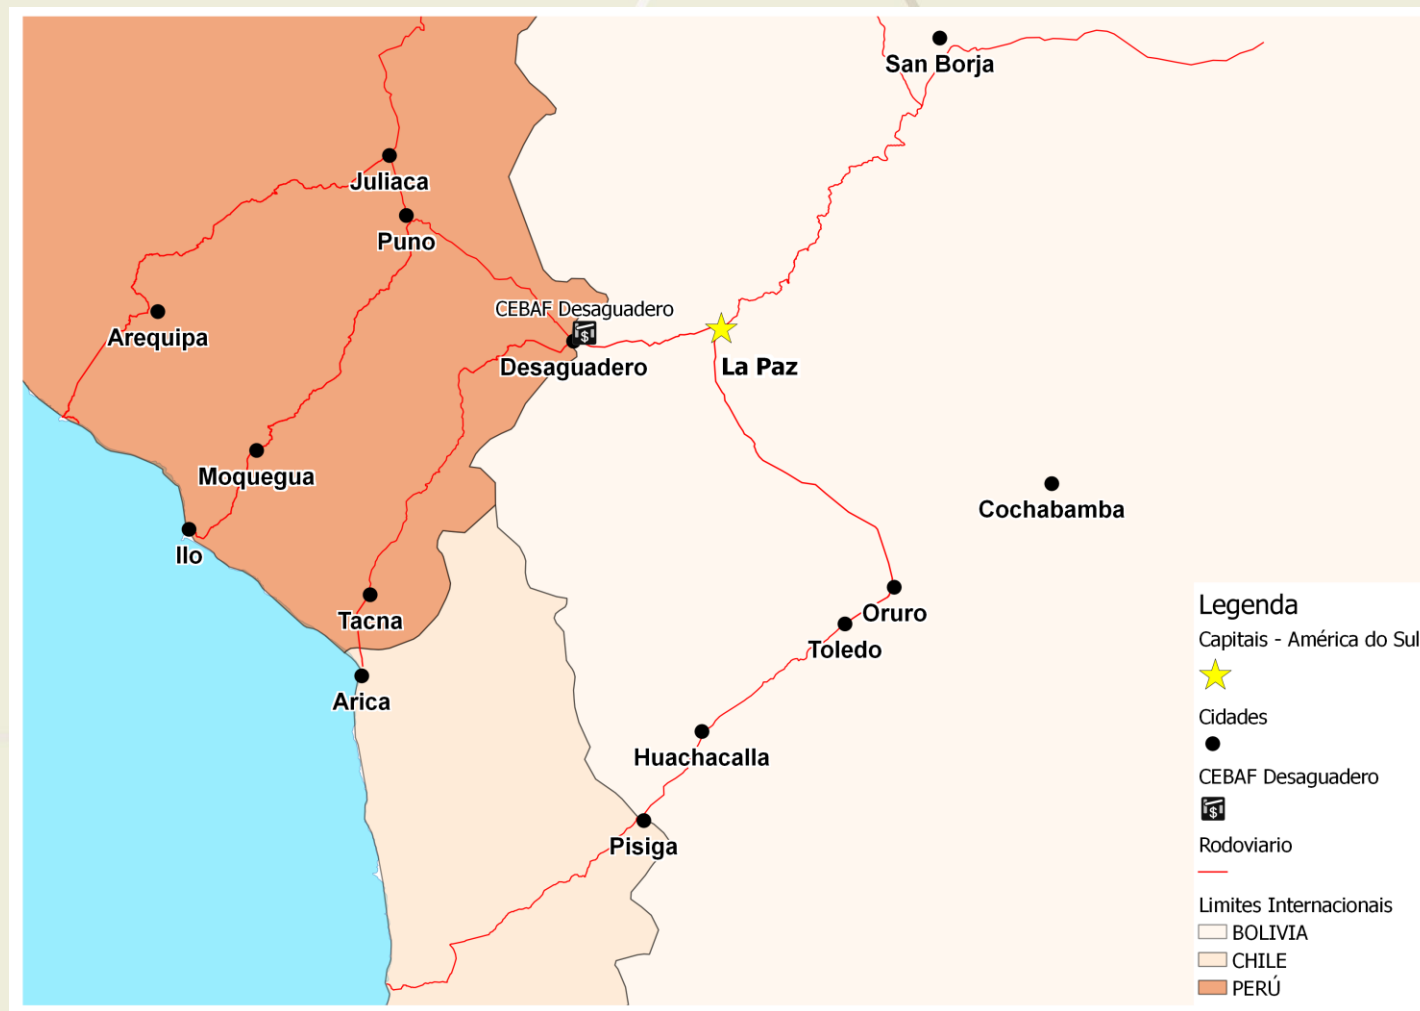 San Borja
Juliaca
Puno
CEBAF Desaguadero
Arequipa
Desaguadero
La Paz
Moquegua
Cochabamba
Ilo
Tacna
Oruro
Toledo
Arica
Huachacalla
Pisiga
Legenda
Capitais - América do Sul
Cidades
CEBAF Desaguadero
Rodoviario
Limites Internacionais
BOLIVIA
CHILE
PERÚ